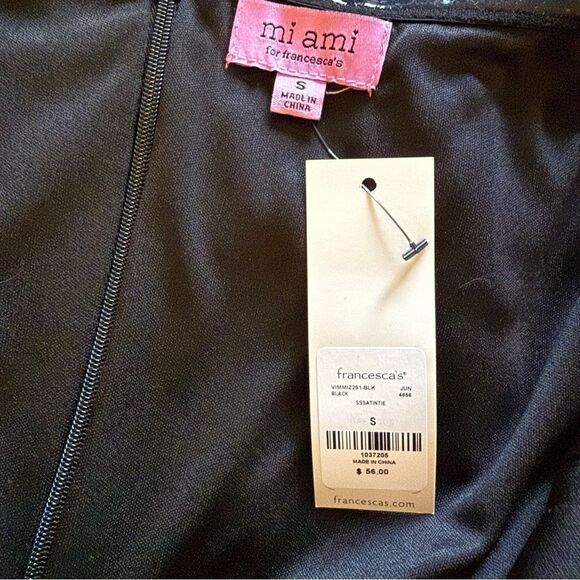 mi ami
for francesca's
S
MADE IN
CHINA
francesca's®
VIMMIZ291-BLK JUN
BLACK 4656
SSSATINTIE
S
1037205
MADE IN CHINA
$ 56.00
francescas.com